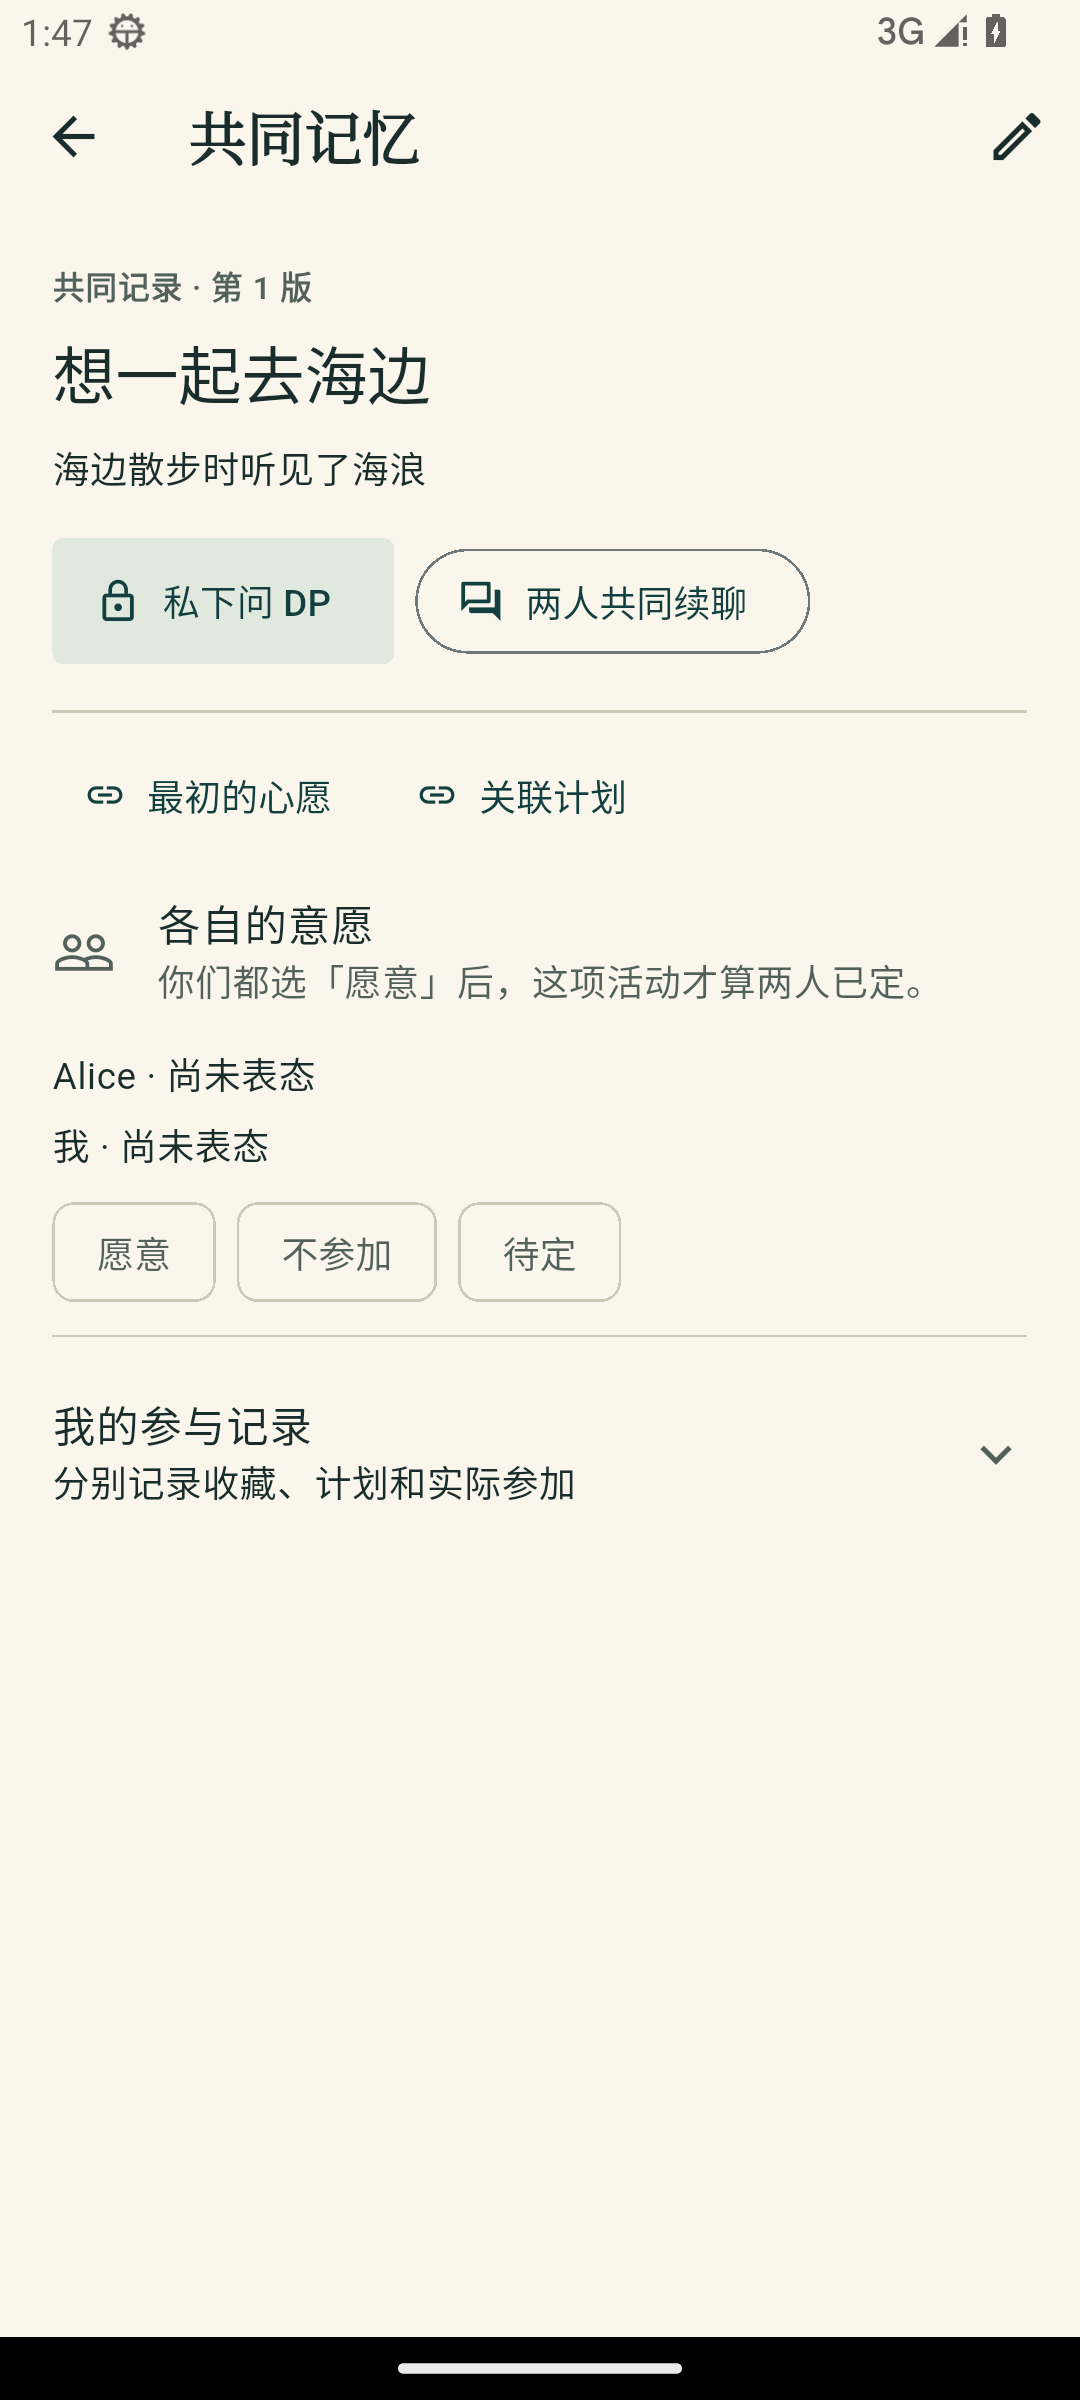 1:47
3G
共同记忆
共同记录 · 第 1 版
想一起去海边
海边散步时听见了海浪
私下问 DP
两人共同续聊
最初的心愿
关联计划
各自的意愿
你们都选「愿意」后，这项活动才算两人已定。
Alice · 尚未表态
我 · 尚未表态
愿意
不参加
待定
我的参与记录
分别记录收藏、计划和实际参加